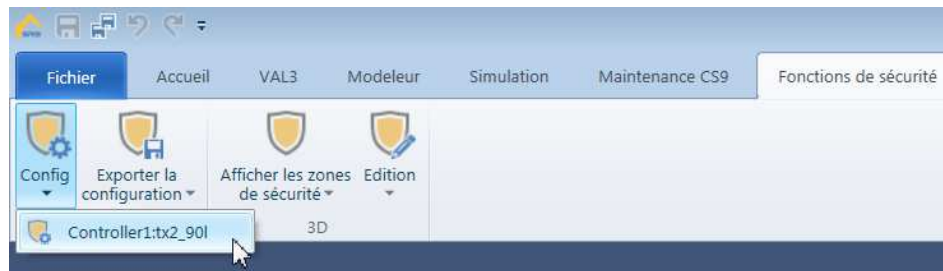 Fichier Accueil VAL3 Modeleur Simulation Maintenance CS9 Fonctions de sécurité
Config Exporter la configuration Afficher les zones de sécurité Edition
Controller1:tx2_90l 3D